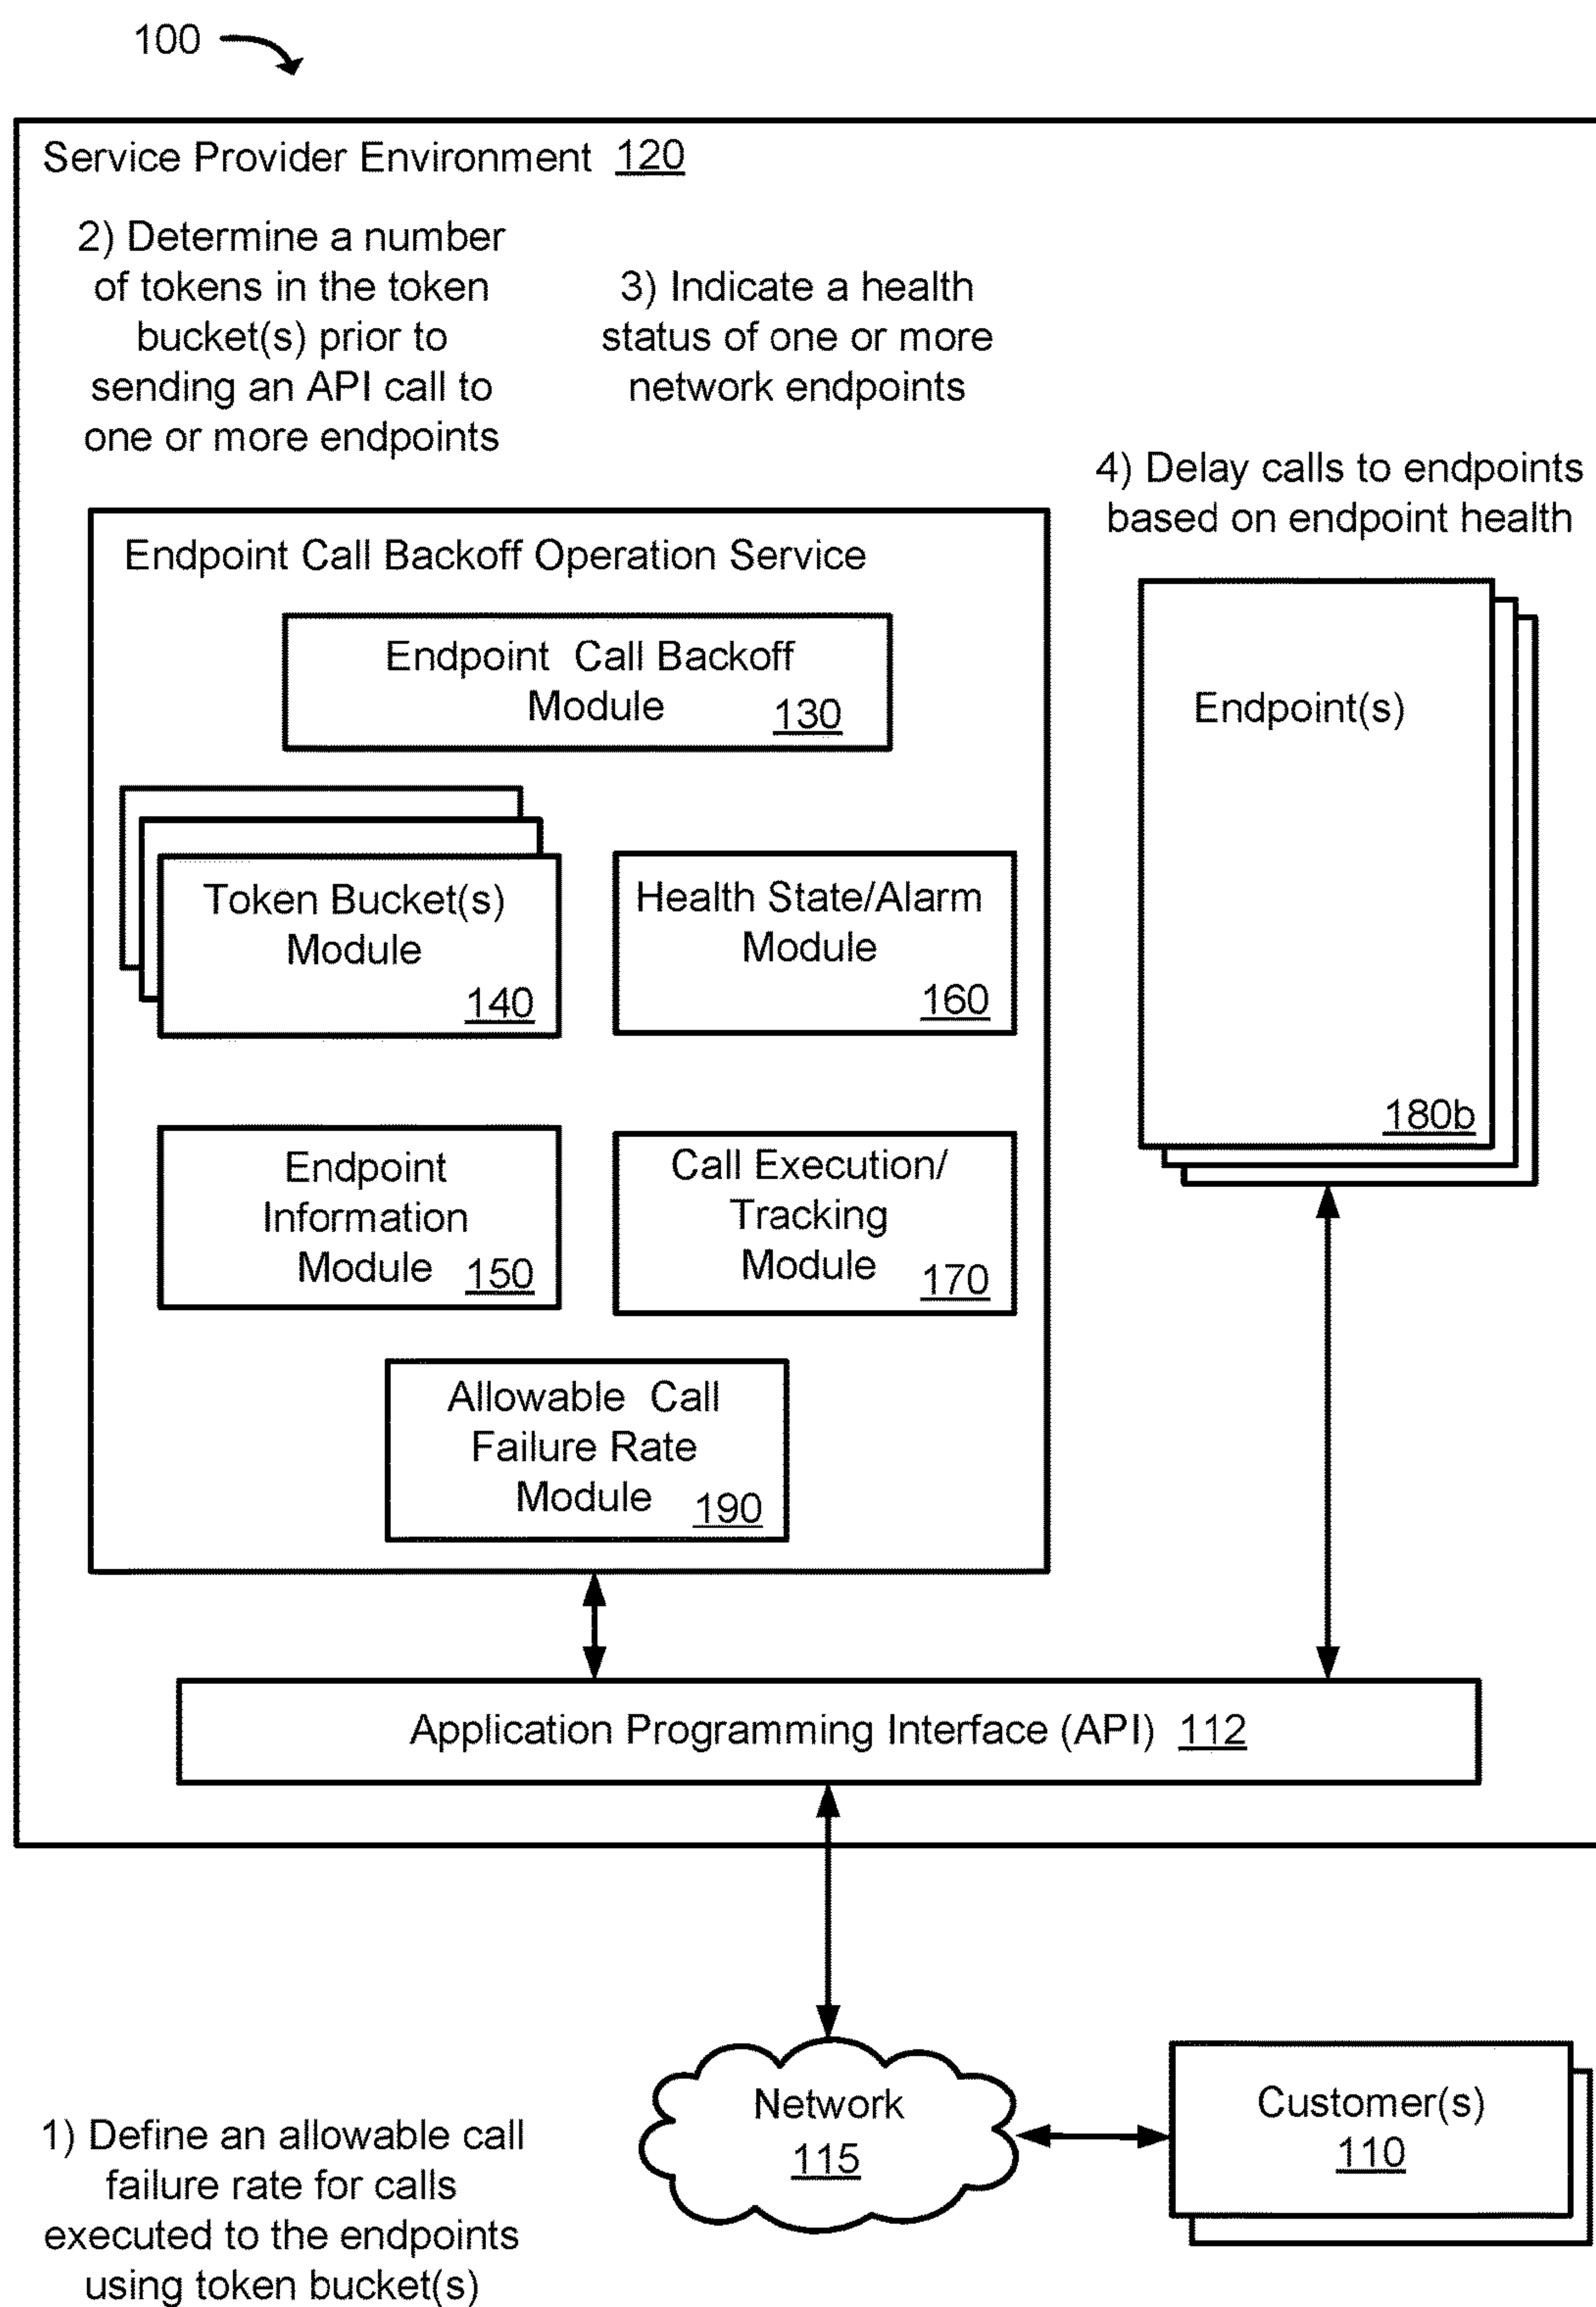 100
Service Provider Environment 120
2) Determine a number
of tokens in the token
bucket(s) prior to
sending an API call to
one or more endpoints
3) Indicate a health
status of one or more
network endpoints
4) Delay calls to endpoints
based on endpoint health
Endpoint Call Backoff Operation Service
Endpoint Call Backoff
Module 130
Token Bucket(s)
Module
140
Health State/Alarm
Module
160
Endpoint(s)
180b
Endpoint
Information
Module 150
Call Execution/
Tracking
Module 170
Allowable Call
Failure Rate
Module 190
Application Programming Interface (API) 112
Network
115
Customer(s)
110
1) Define an allowable call
failure rate for calls
executed to the endpoints
using token bucket(s)